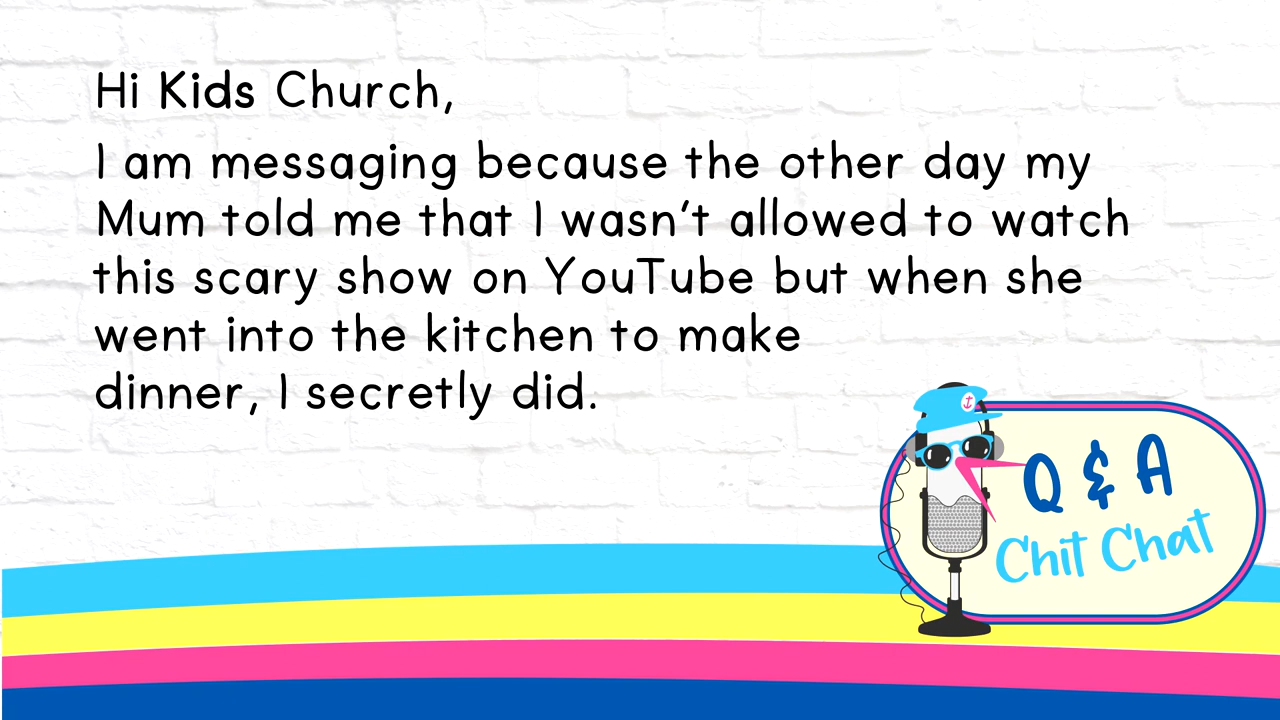 Hi Kids Church,
I am messaging because the other day my
Mum told me that I wasn't allowed to watch
this scary show on YouTube but when she
went into the kitchen to make
dinner, I secretly did.
Q & A
Chit Chat